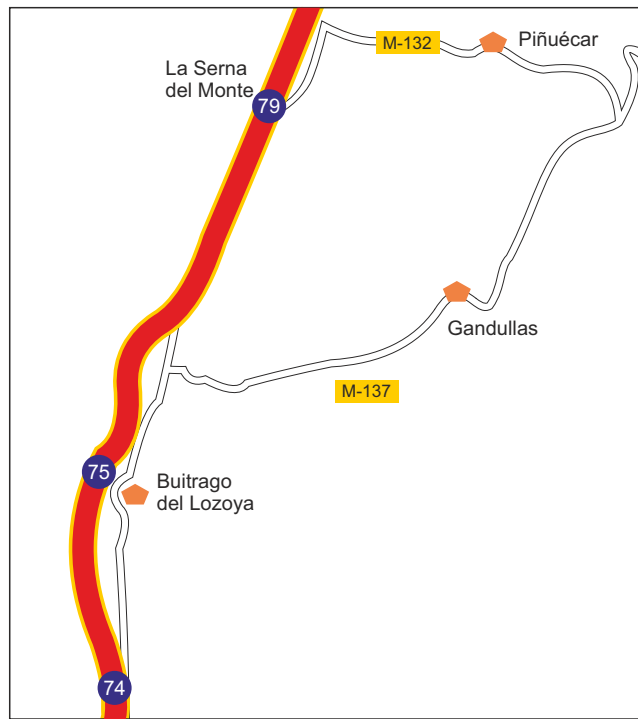 M-132
Piñuécar
La Serna
del Monte
79
Gandullas
M-137
75
Buitrago
del Lozoya
74